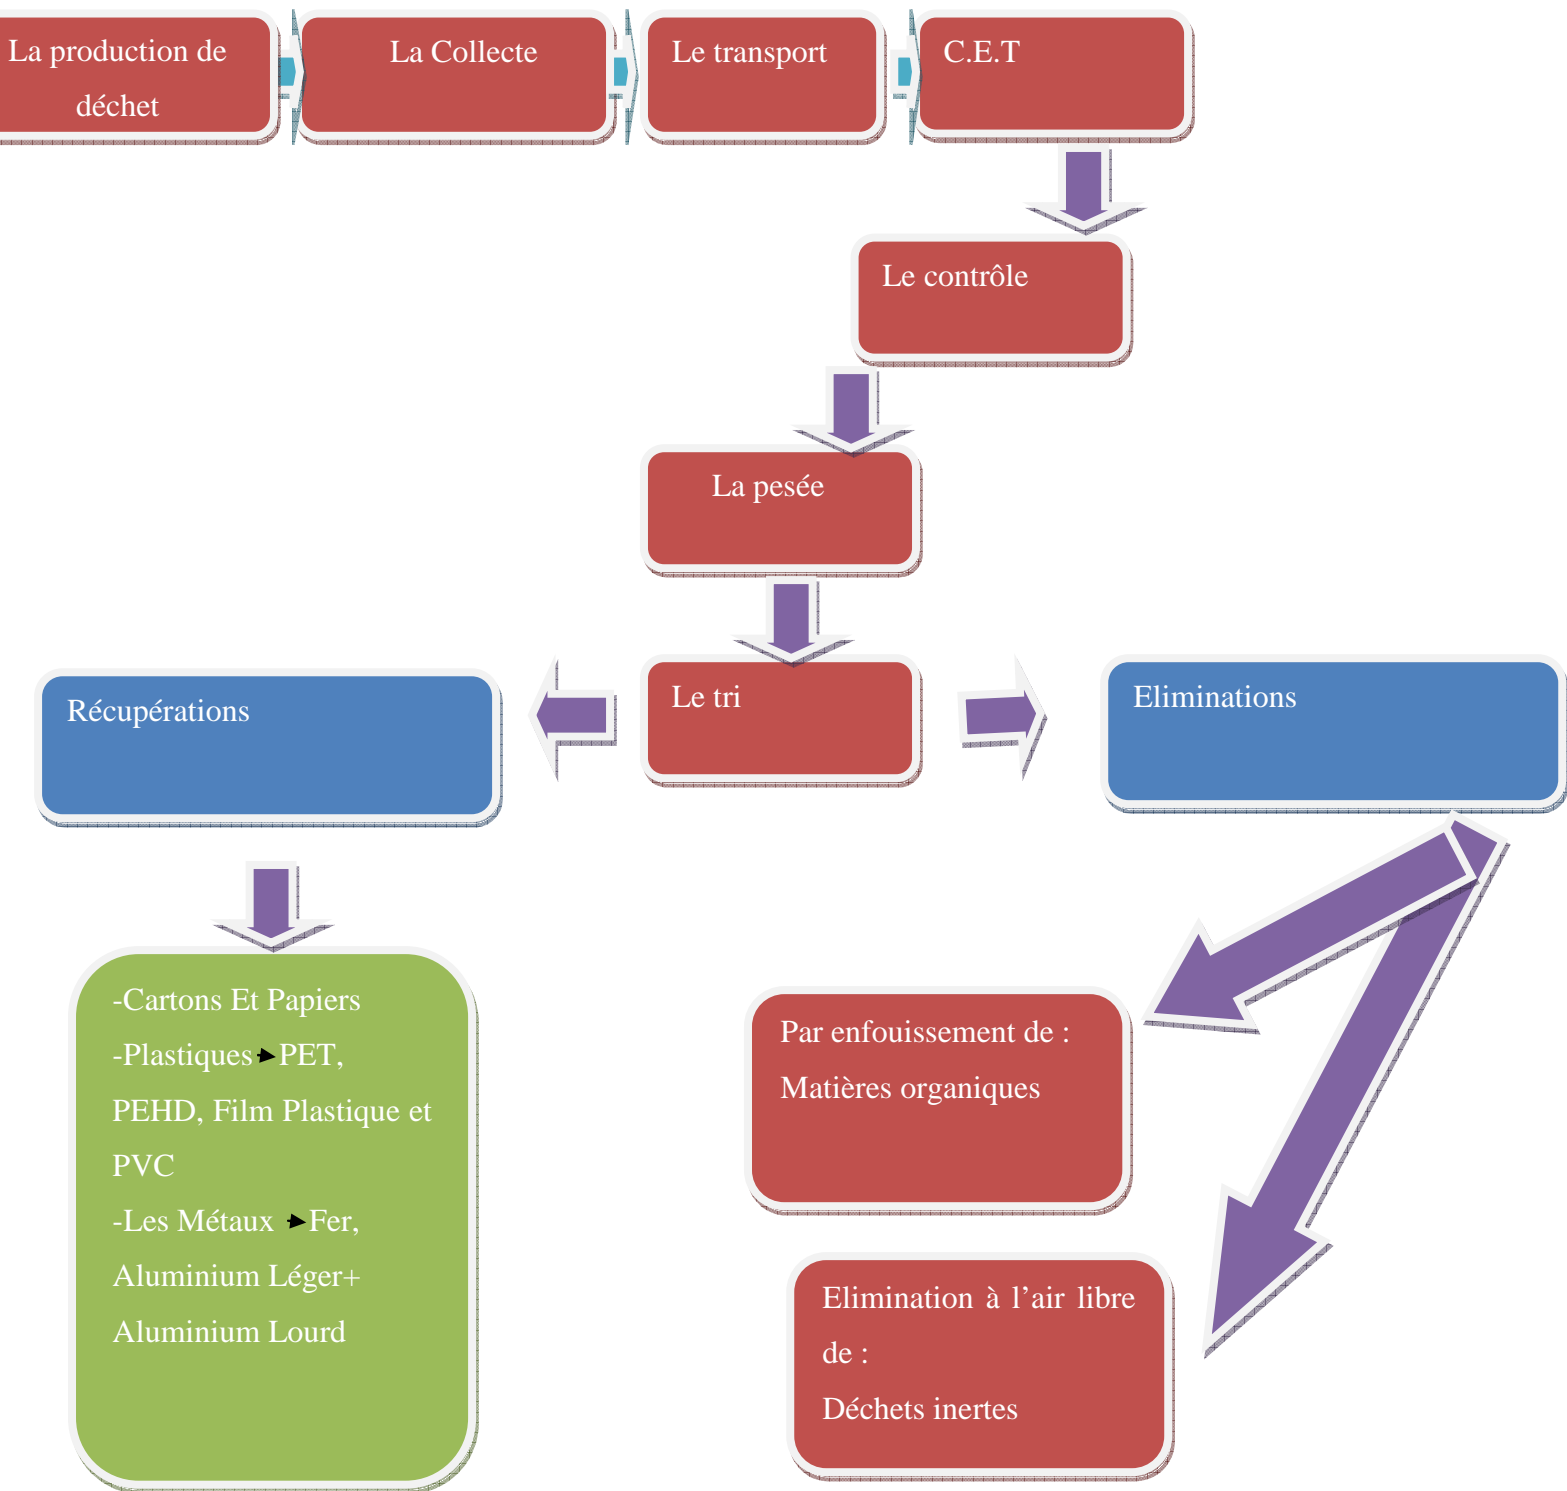 La production de
déchet
La Collecte
Le transport
C.E.T
Le contrôle
La pesée
Le tri
Récupérations
Eliminations
-Cartons Et Papiers
-Plastiques PET,
PEHD, Film Plastique et
PVC
-Les Métaux Fer,
Aluminium Léger+
Aluminium Lourd
Par enfouissement de :
Matières organiques
Elimination à l’air libre
de :
Déchets inertes